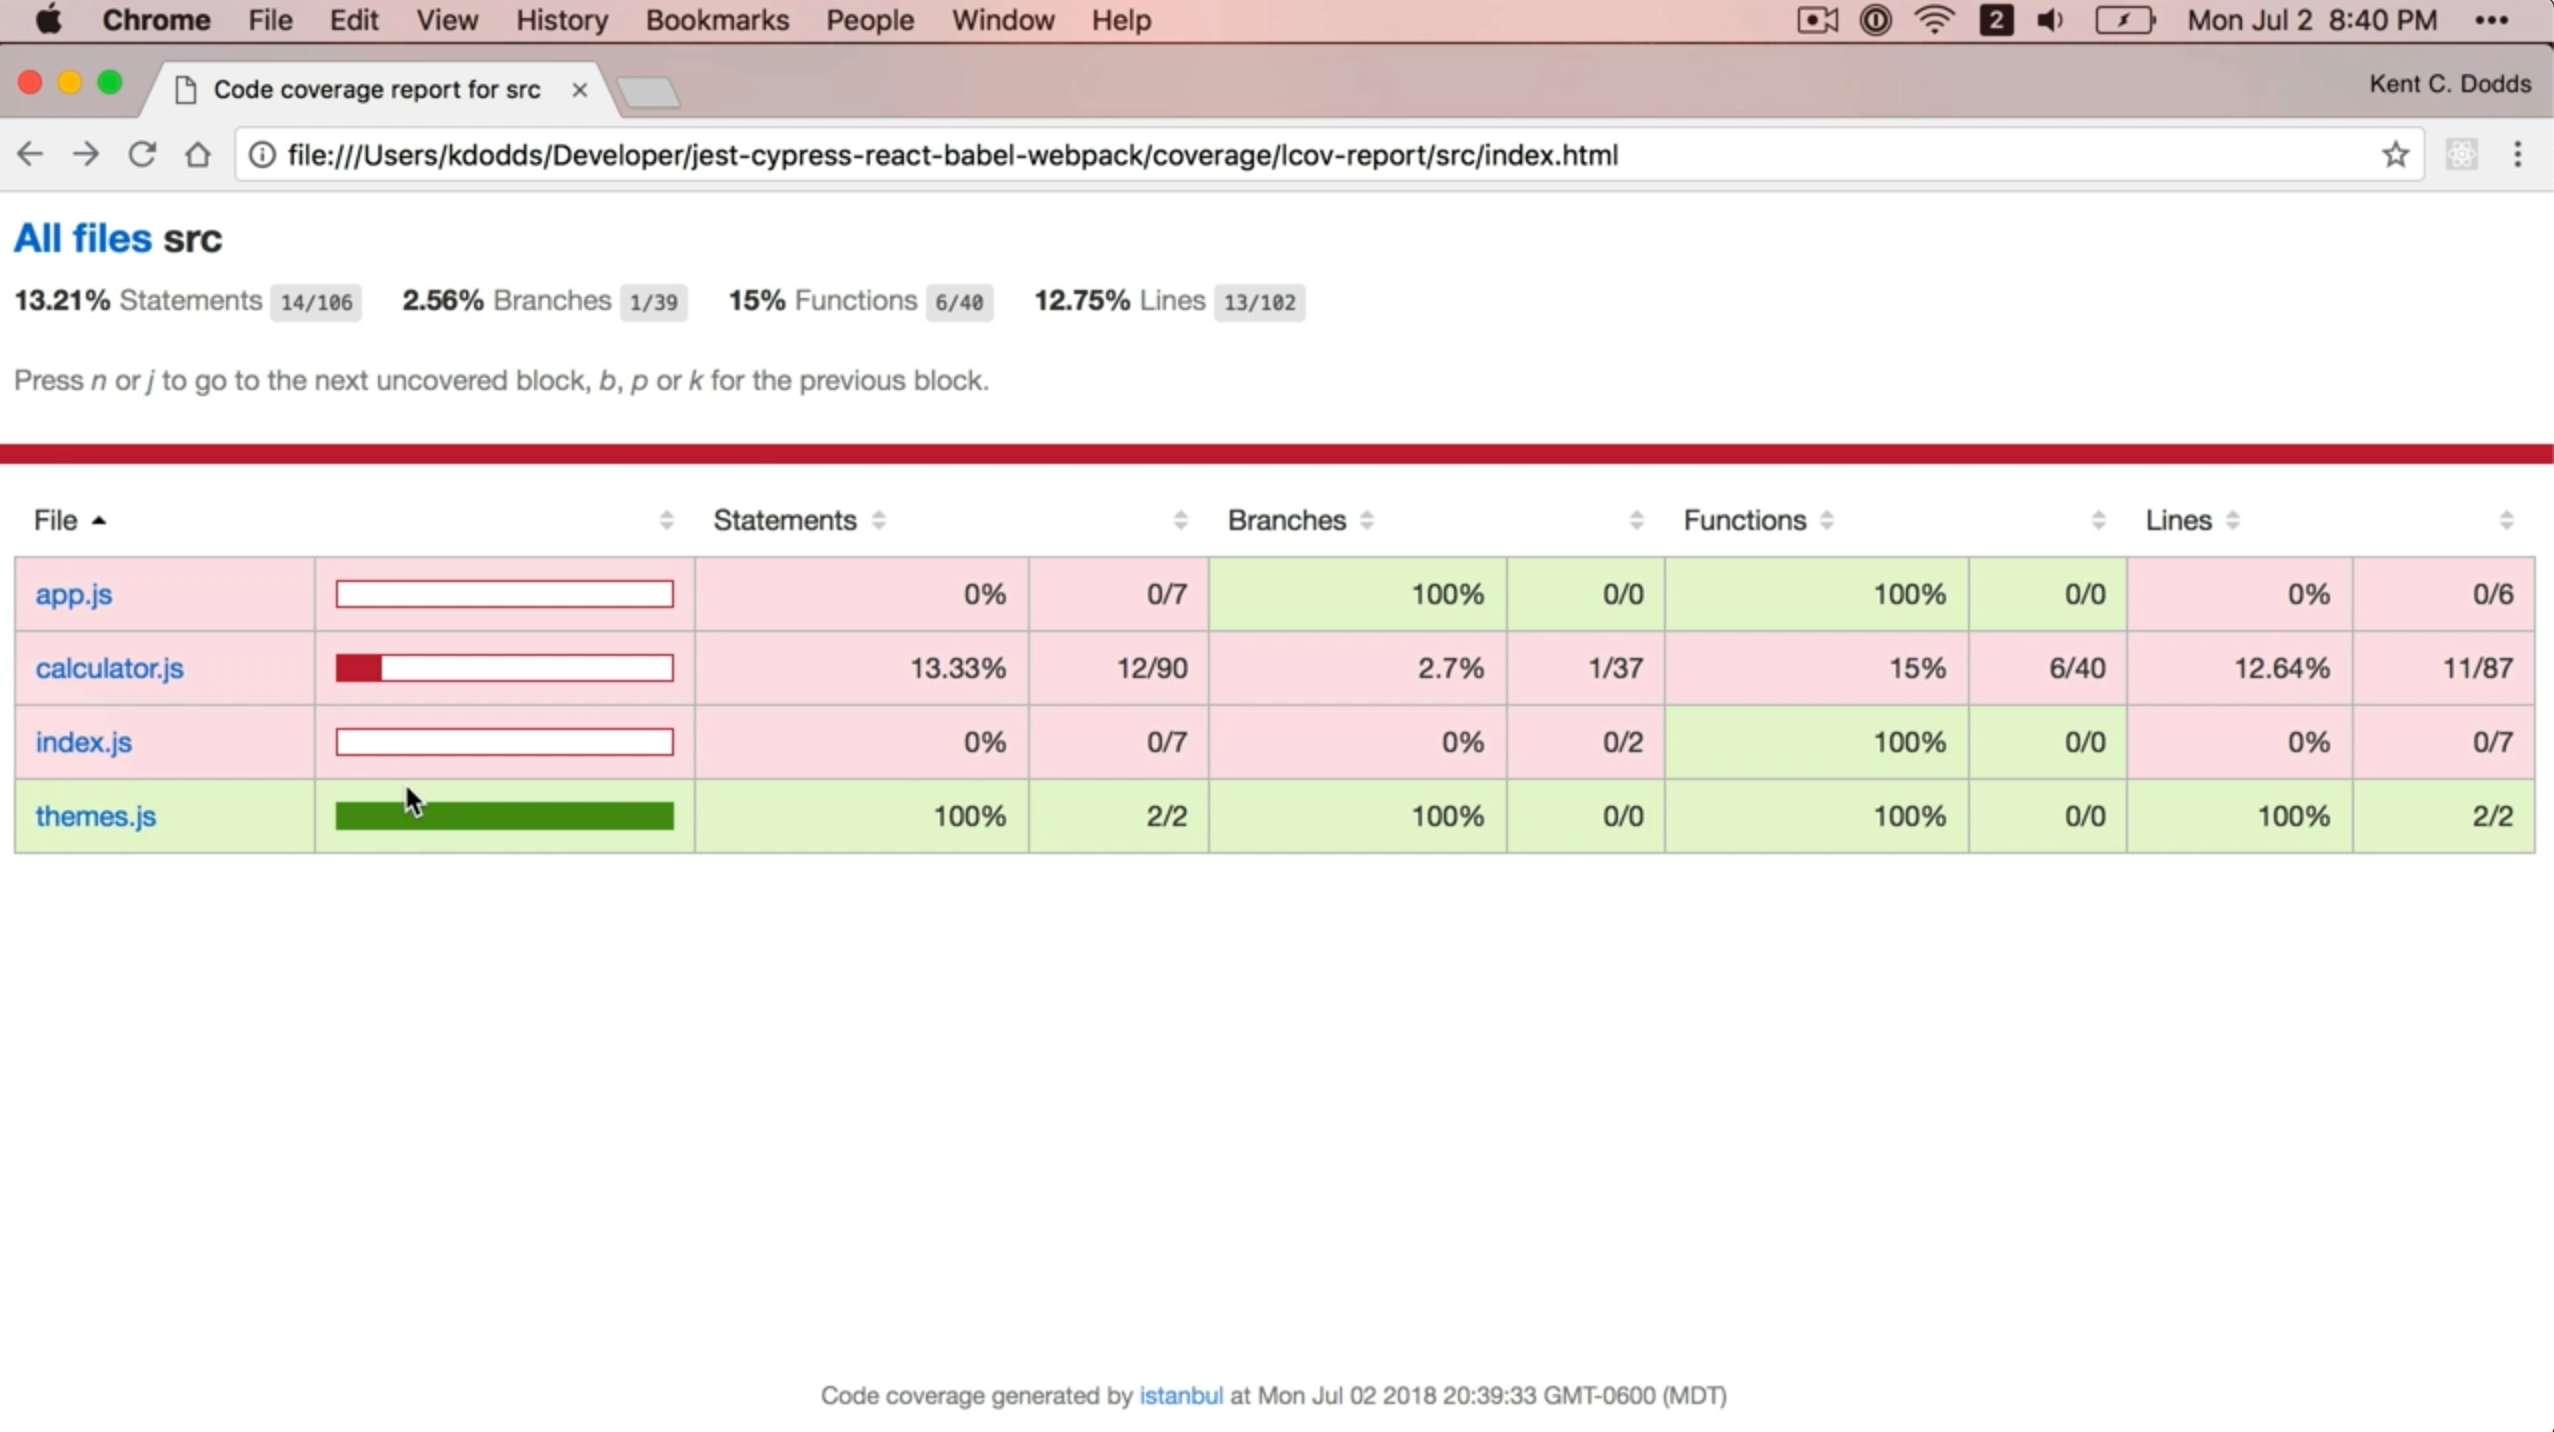 Chrome File Edit View History Bookmarks People Window Help 2 Mon Jul 2 8:40 PM
Code coverage report for src Kent C. Dodds
file:///Users/kdodds/Developer/jest-cypress-react-babel-webpack/coverage/lcov-report/src/index.html
All files src
13.21% Statements 14/106 2.56% Branches 1/39 15% Functions 6/40 12.75% Lines 13/102
Press n or j to go to the next uncovered block, b, p or k for the previous block.
File Statements Branches Functions Lines
app.js 0% 0/7 100% 0/0 100% 0/0 0% 0/6
calculator.js 13.33% 12/90 2.7% 1/37 15% 6/40 12.64% 11/87
index.js 0% 0/7 0% 0/2 100% 0/0 0% 0/7
themes.js 100% 2/2 100% 0/0 100% 0/0 100% 2/2
Code coverage generated by istanbul at Mon Jul 02 2018 20:39:33 GMT-0600 (MDT)